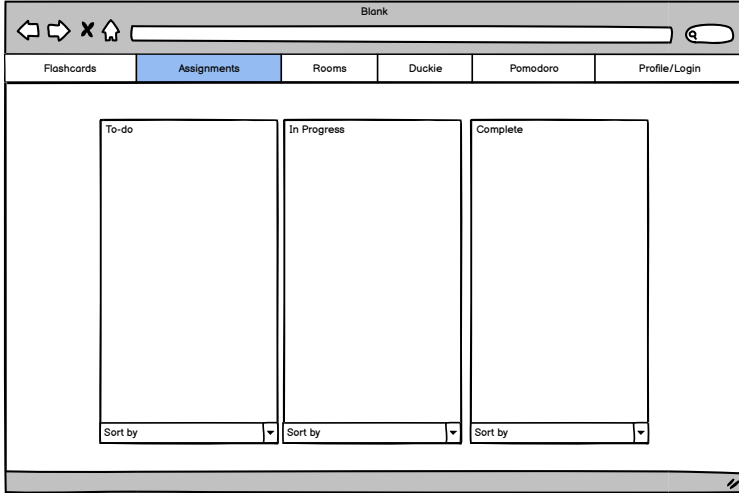 Blank
Flashcards Assignments Rooms Duckie Pomodoro Profile/Login
To-do In Progress Complete
Sort by Sort by Sort by